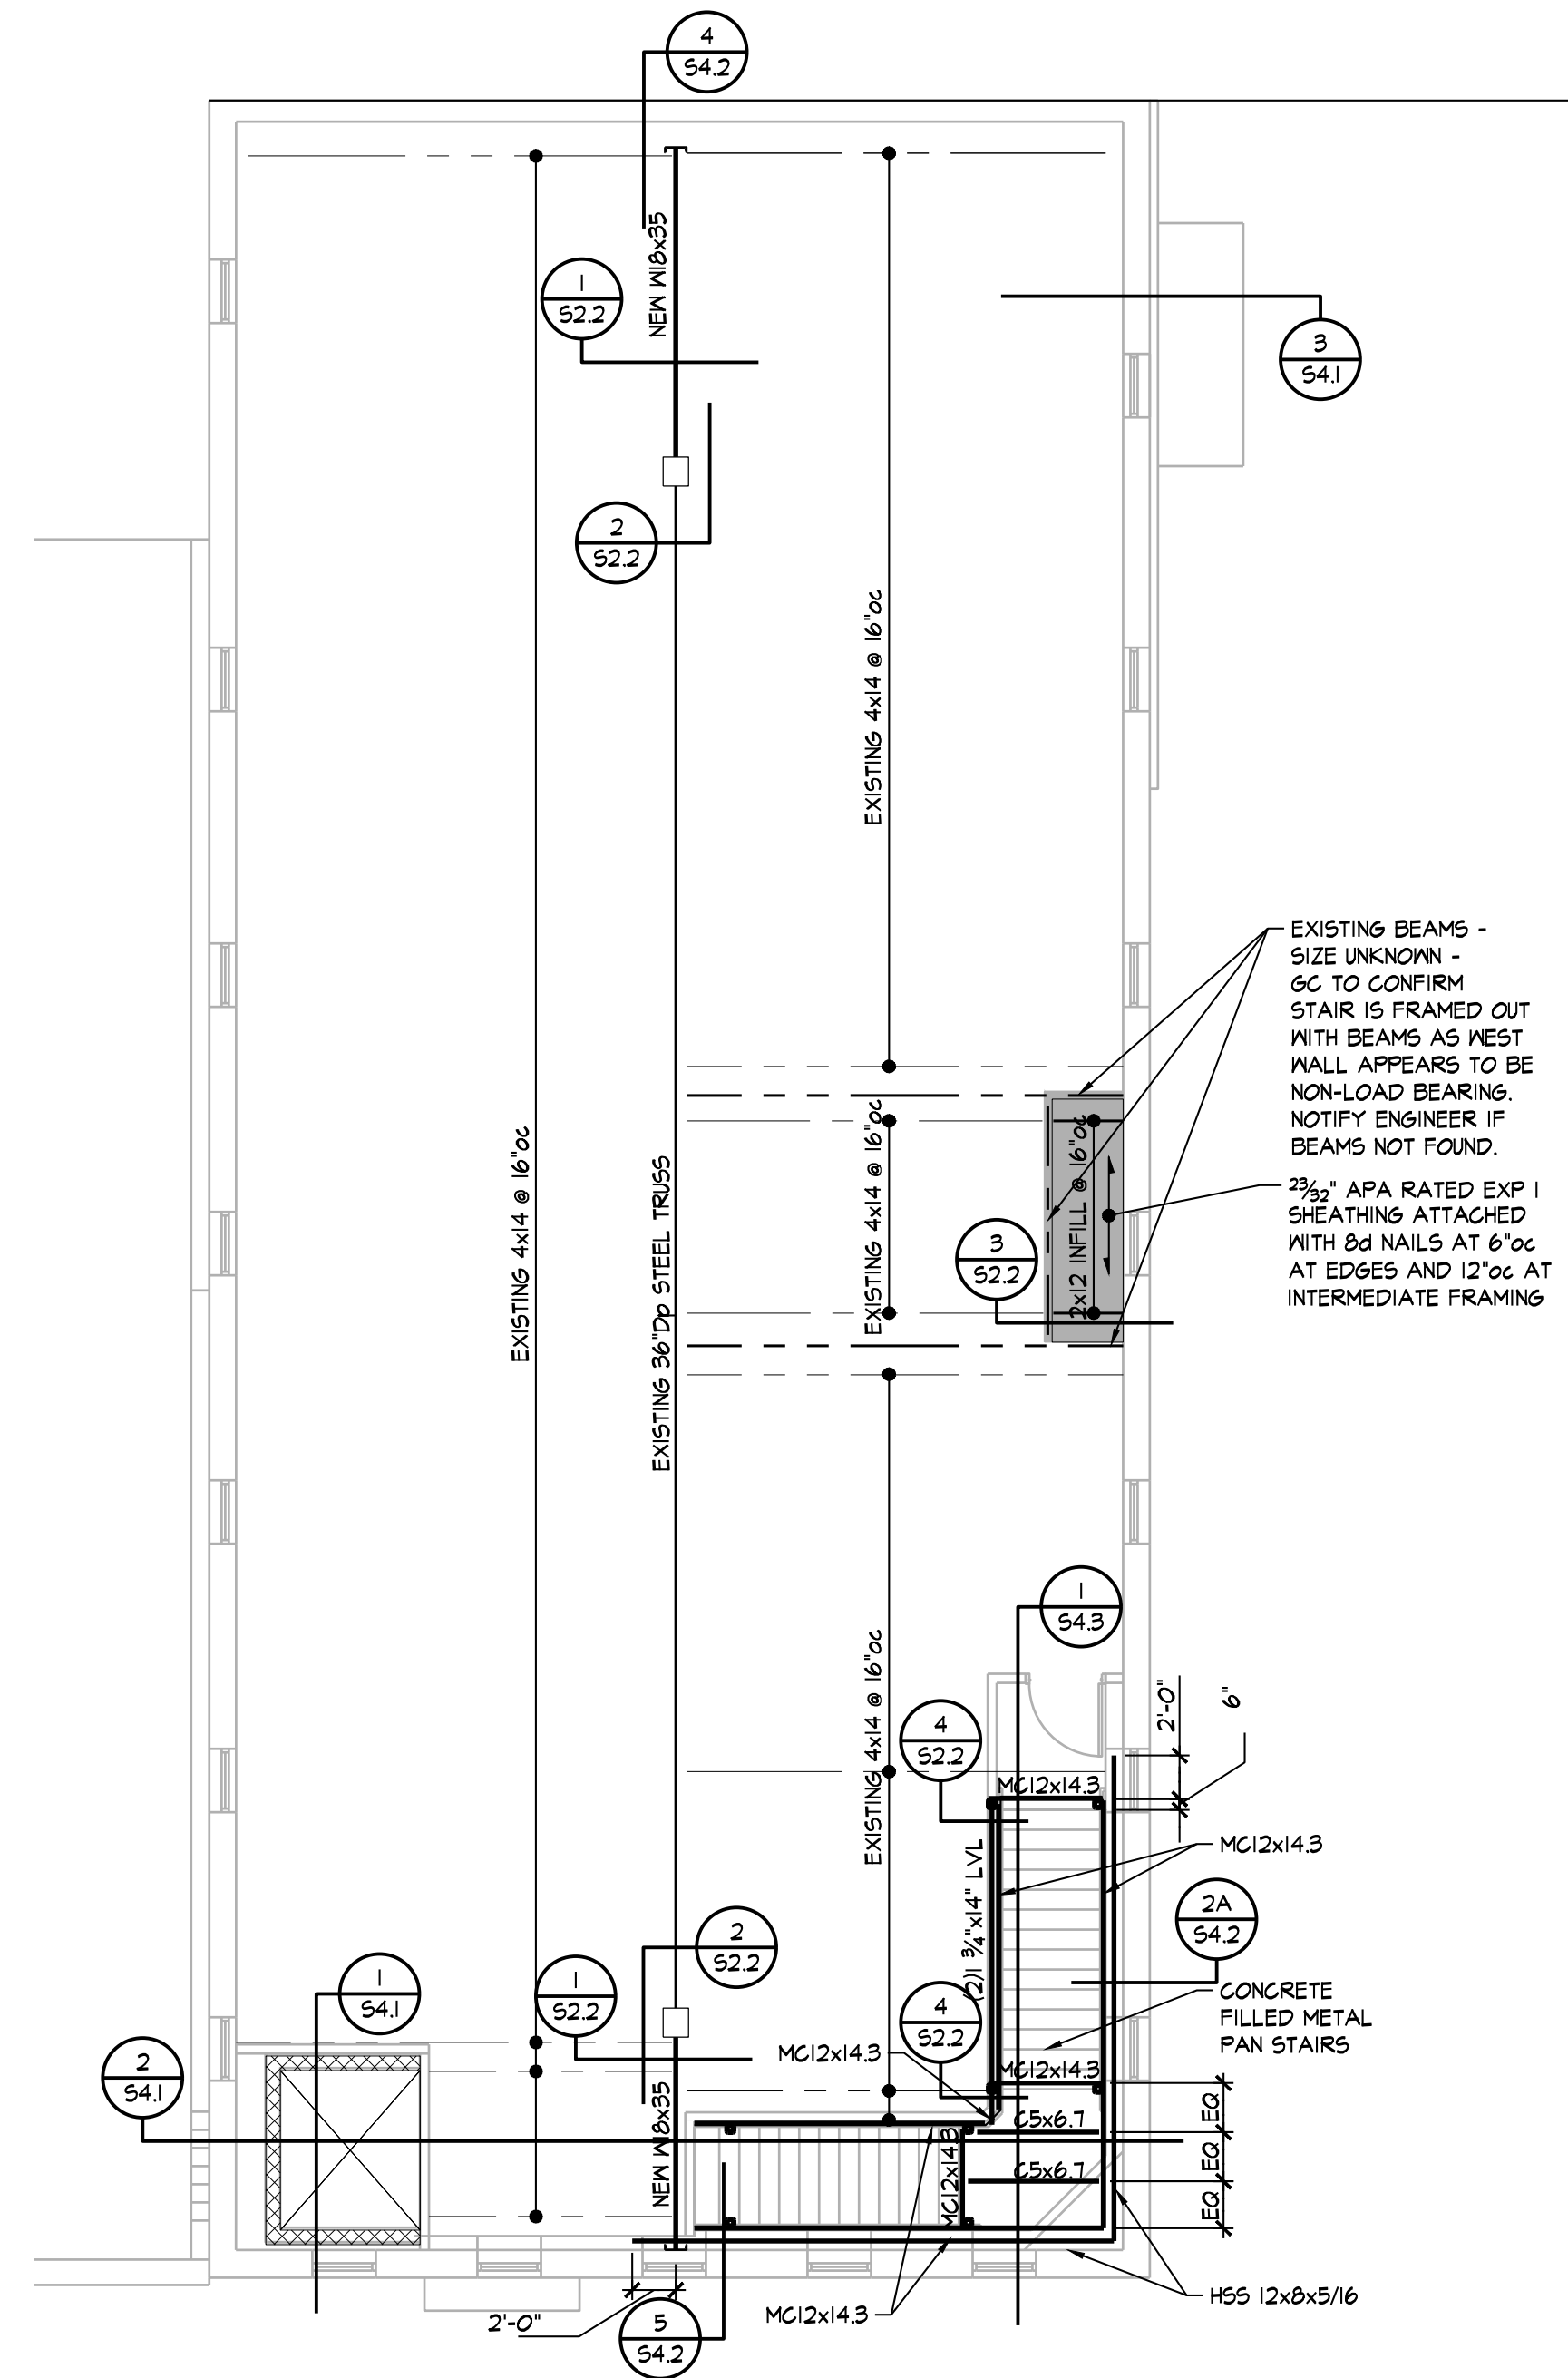 4
S4.2
NEW W18x35
1
S2.2
3
S4.1
2
S2.2
EXISTING 4x14 @ 16"oc
EXISTING BEAMS -
SIZE UNKNOWN -
GC TO CONFIRM
STAIR IS FRAMED OUT
WITH BEAMS AS WEST
WALL APPEARS TO BE
NON-LOAD BEARING.
NOTIFY ENGINEER IF
BEAMS NOT FOUND.
EXISTING 4x14 @ 16"oc
EXISTING 36"Dp STEEL TRUSS
EXISTING 4x14 @ 16"oc
2x12 INFILL @ 16"oc
23/32" APA RATED EXP 1
SHEATHING ATTACHED
WITH 8d NAILS AT 6"oc
AT EDGES AND 12"oc AT
INTERMEDIATE FRAMING
3
S2.2
1
S4.3
EXISTING 4x14 @ 16"oc
4
S2.2
2'-0"
6"
MC12x14.3
MC12x14.3
(2)1 3/4"x14" LVL
2A
S4.2
2
S2.2
1
S4.1
1
S2.2
4
S2.2
CONCRETE
FILLED METAL
PAN STAIRS
2
S4.1
MC12x14.3
MC12x14.3
NEW W18x35
C5x6.7
EQ
MC12x14.3
C5x6.7
EQ
EQ
HSS 12x8x5/16
2'-0"
MC12x14.3
5
S4.2